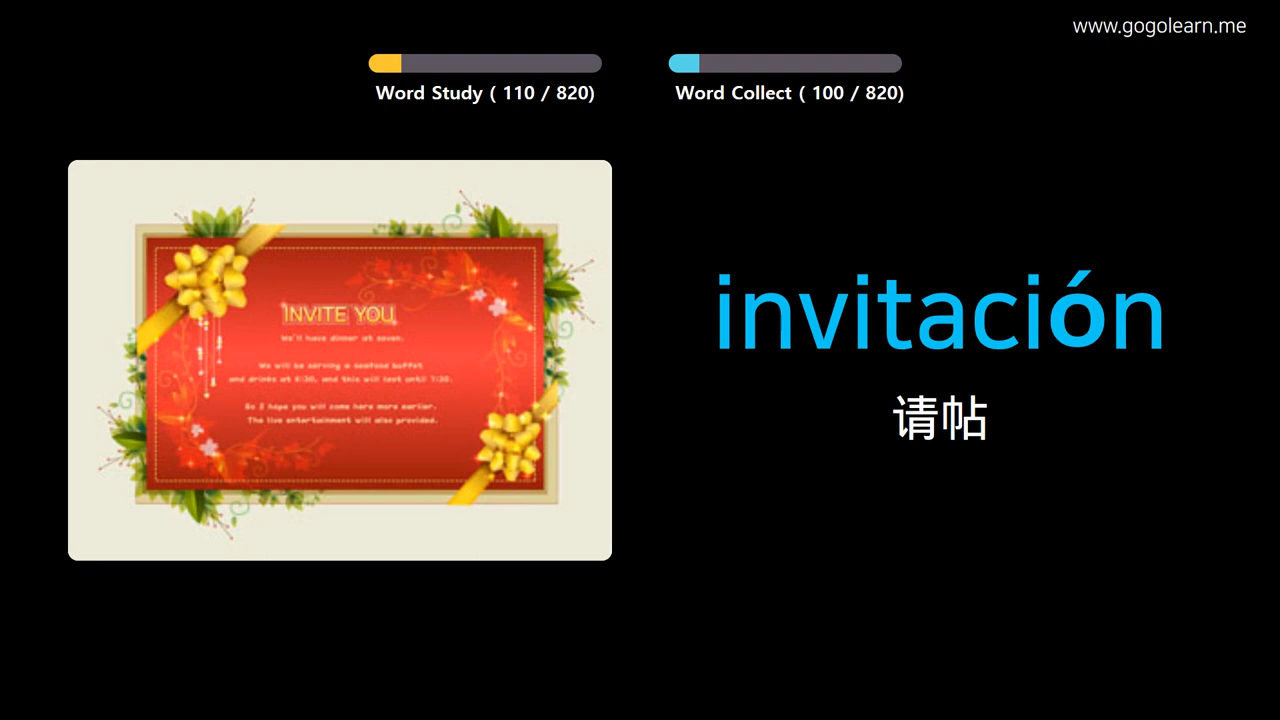 www.gogolearn.me
Word Study ( 110 / 820)
Word Collect ( 100 / 820)
INVITE YOU
We'll have dinner at seven.
We will be serving a seafood buffet
and drinks at 6:30, and this will last until 1:30.
So I hope you will come here more earlier.
The live entertainment will also provided.
invitación
请帖